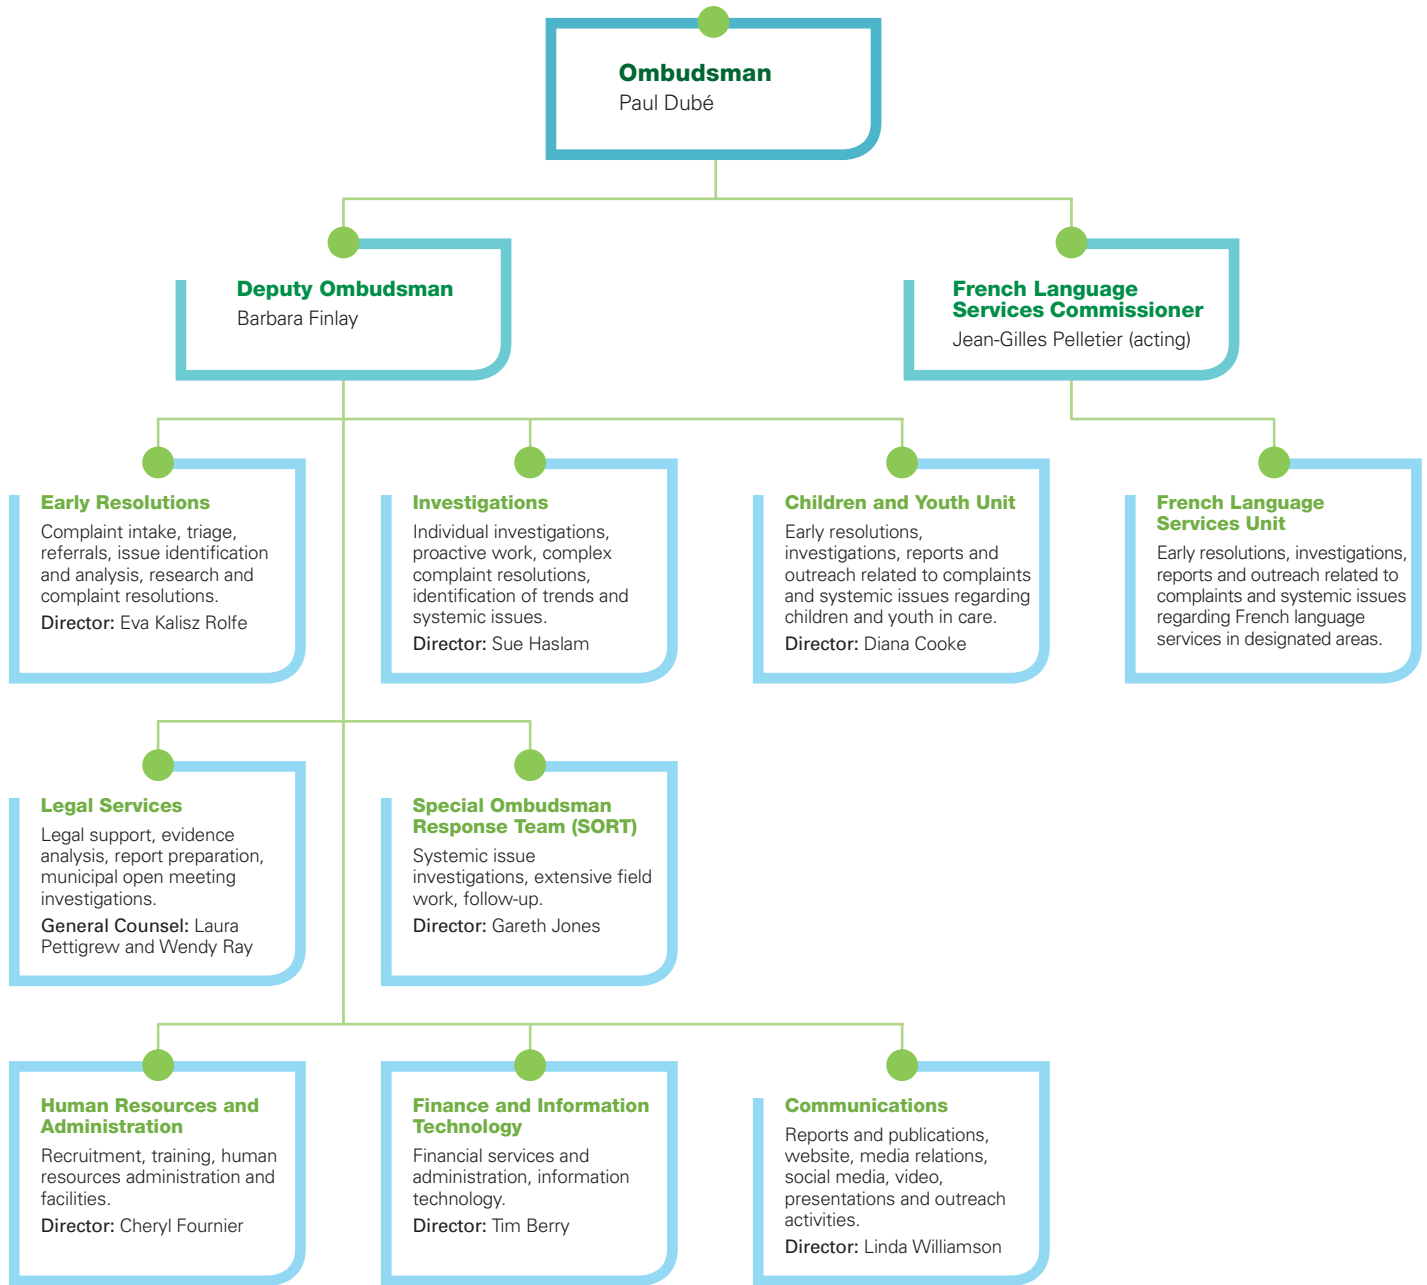 Ombudsman
Paul Dubé
Deputy Ombudsman
Barbara Finlay
French Language
Services Commissioner
Jean-Gilles Pelletier (acting)
Early Resolutions
Complaint intake, triage,
referrals, issue identification
and analysis, research and
complaint resolutions.
Director: Eva Kalisz Rolfe
Investigations
Individual investigations,
proactive work, complex
complaint resolutions,
identification of trends and
systemic issues.
Director: Sue Haslam
Children and Youth Unit
Early resolutions,
investigations, reports and
outreach related to complaints
and systemic issues regarding
children and youth in care.
Director: Diana Cooke
French Language
Services Unit
Early resolutions, investigations,
reports and outreach related to
complaints and systemic issues
regarding French language
services in designated areas.
Legal Services
Legal support, evidence
analysis, report preparation,
municipal open meeting
investigations.
General Counsel: Laura
Pettigrew and Wendy Ray
Special Ombudsman
Response Team (SORT)
Systemic issue
investigations, extensive field
work, follow-up.
Director: Gareth Jones
Human Resources and
Administration
Recruitment, training, human
resources administration and
facilities.
Director: Cheryl Fournier
Finance and Information
Technology
Financial services and
administration, information
technology.
Director: Tim Berry
Communications
Reports and publications,
website, media relations,
social media, video,
presentations and outreach
activities.
Director: Linda Williamson